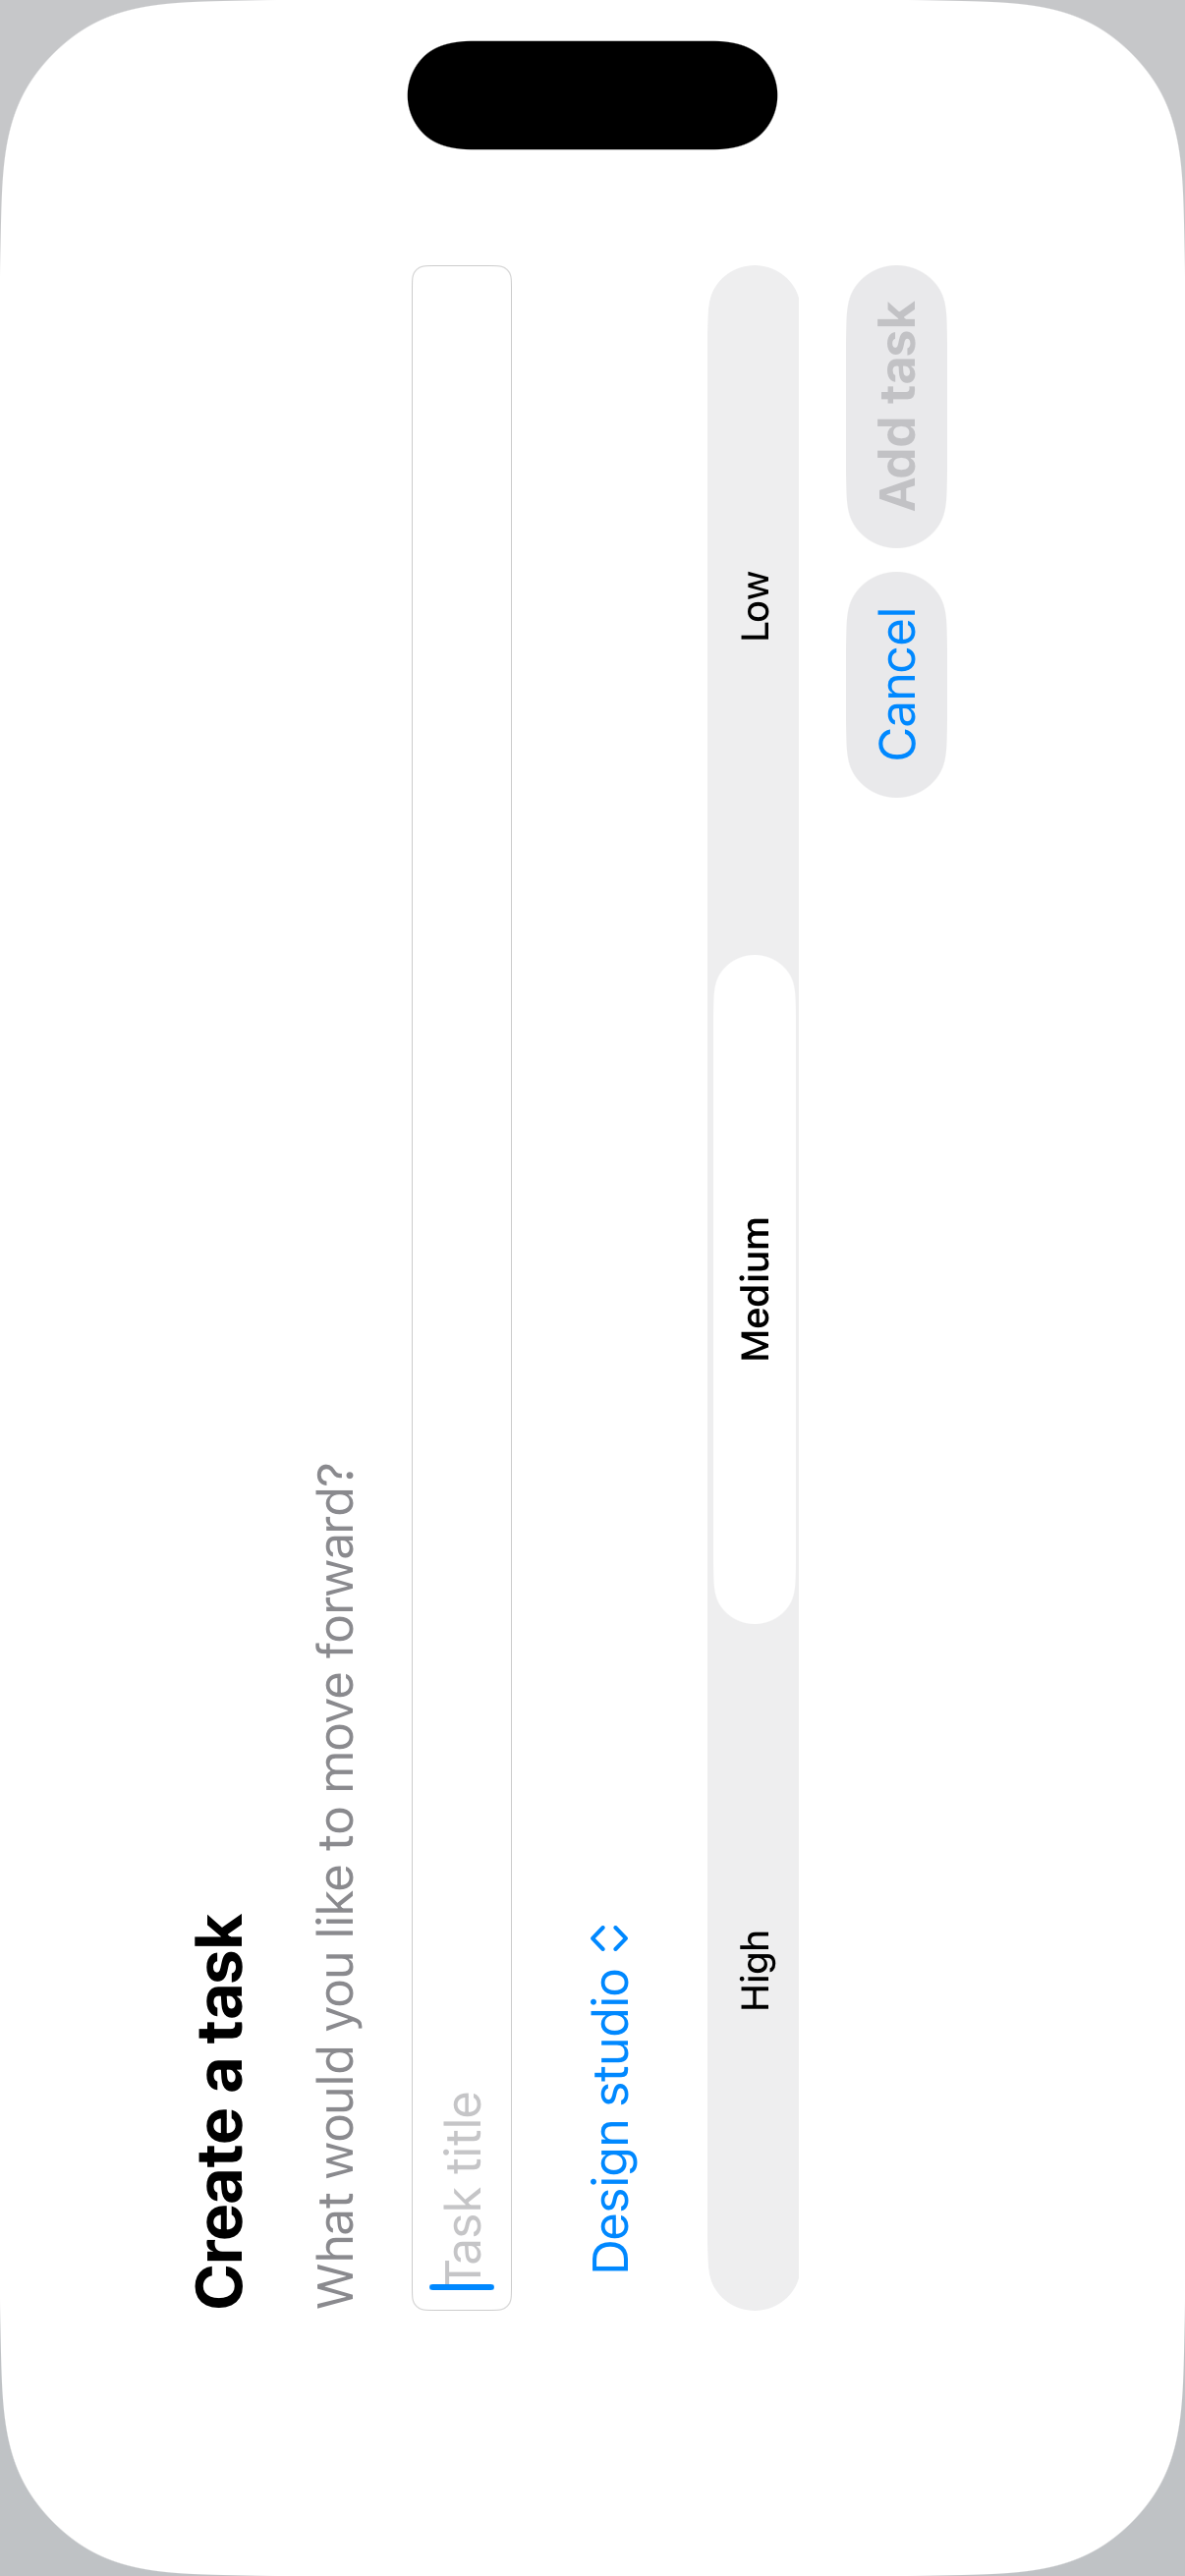 Create a task
What would you like to move forward?
Task title
Design studio
High Medium Low
Cancel Add task